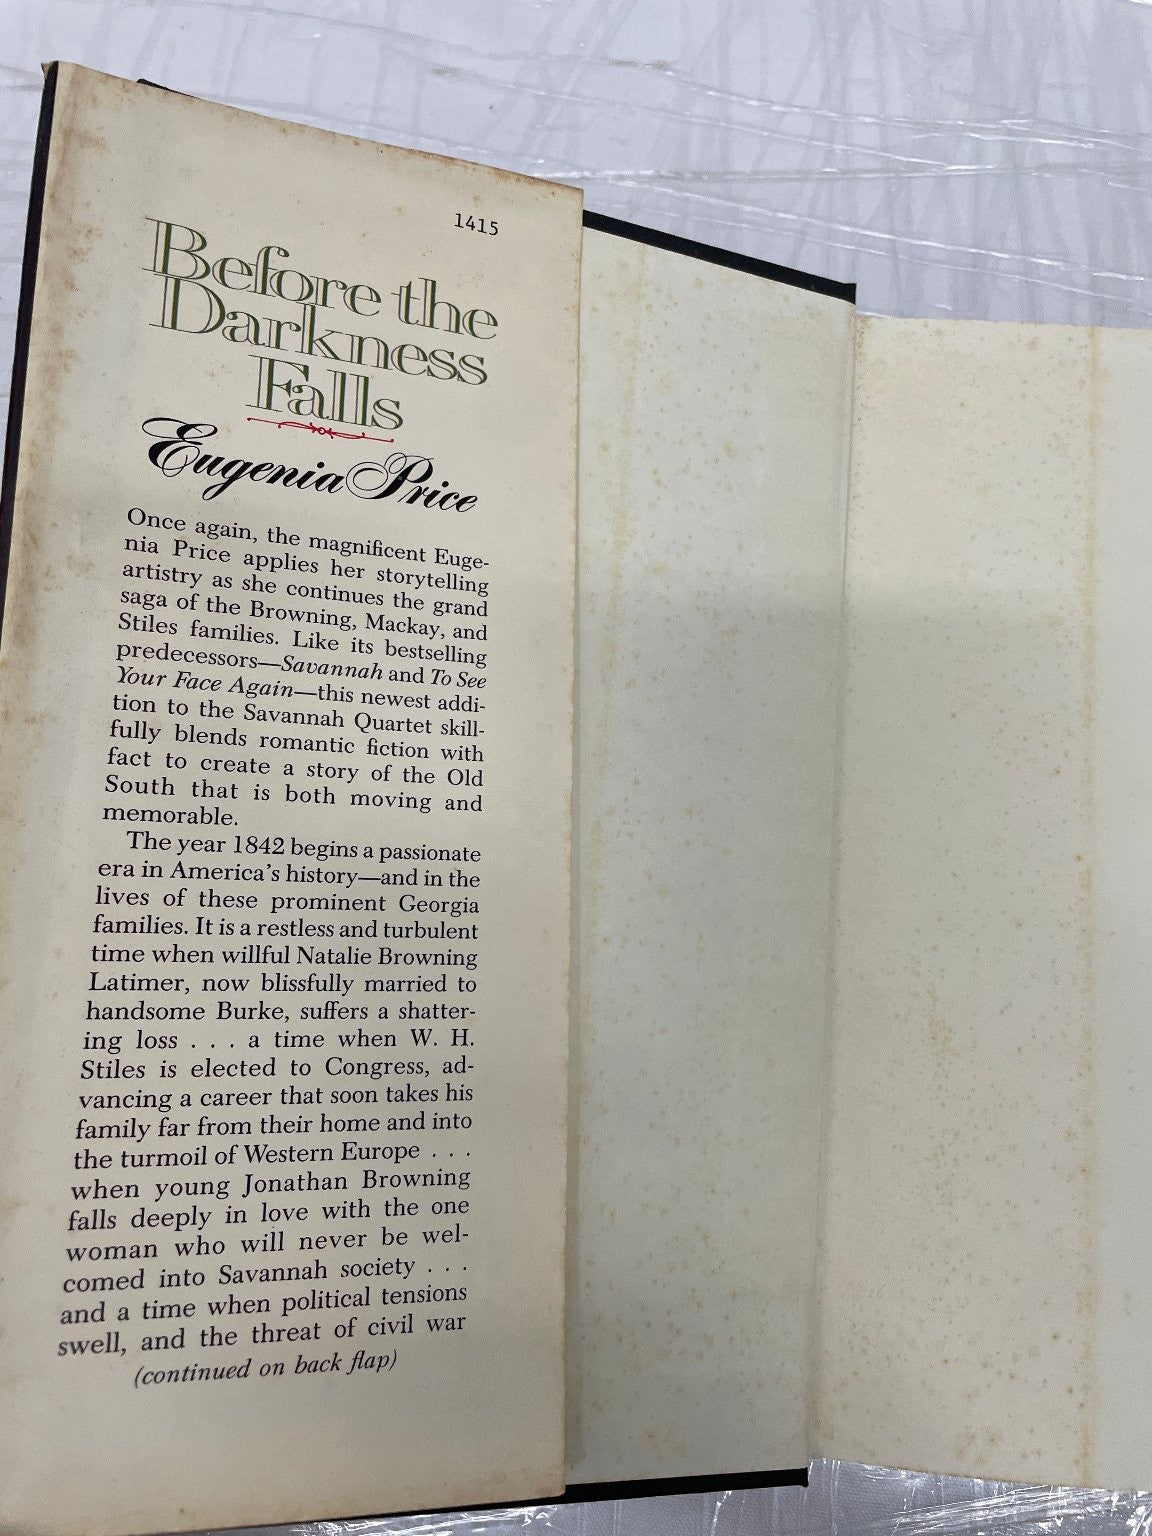 1415
Before the
Darkness
Falls
Eugenia Price
Once again, the magnificent Euge-
nia Price applies her storytelling
artistry as she continues the grand
saga of the Browning, Mackay, and
Stiles families. Like its bestselling
predecessors—Savannah and To See
Your Face Again—this newest addi-
tion to the Savannah Quartet skill-
fully blends romantic fiction with
fact to create a story of the Old
South that is both moving and
memorable.
The year 1842 begins a passionate
era in America's history—and in the
lives of these prominent Georgia
families. It is a restless and turbulent
time when willful Natalie Browning
Latimer, now blissfully married to
handsome Burke, suffers a shatter-
ing loss . . . a time when W. H.
Stiles is elected to Congress, ad-
vancing a career that soon takes his
family far from their home and into
the turmoil of Western Europe . . .
when young Jonathan Browning
falls deeply in love with the one
woman who will never be wel-
comed into Savannah society . . .
and a time when political tensions
swell, and the threat of civil war
(continued on back flap)